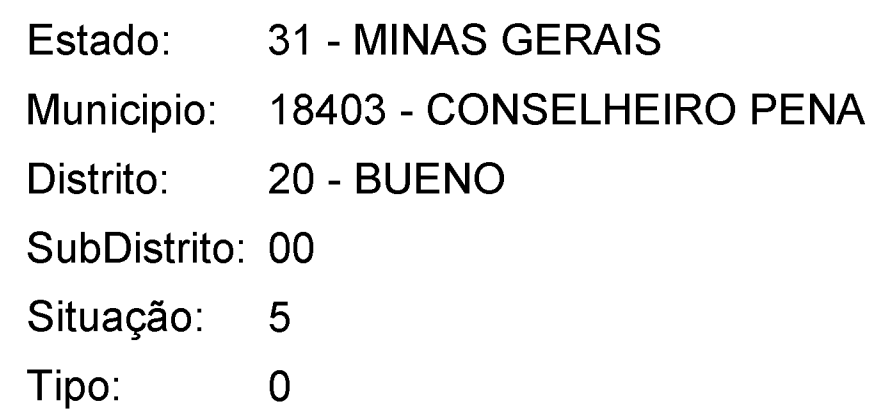 Estado: 31 - MINAS GERAIS
Municipio: 18403 - CONSELHEIRO PENA
Distrito: 20 - BUENO
SubDistrito: 00
Situação: 5
Tipo: 0